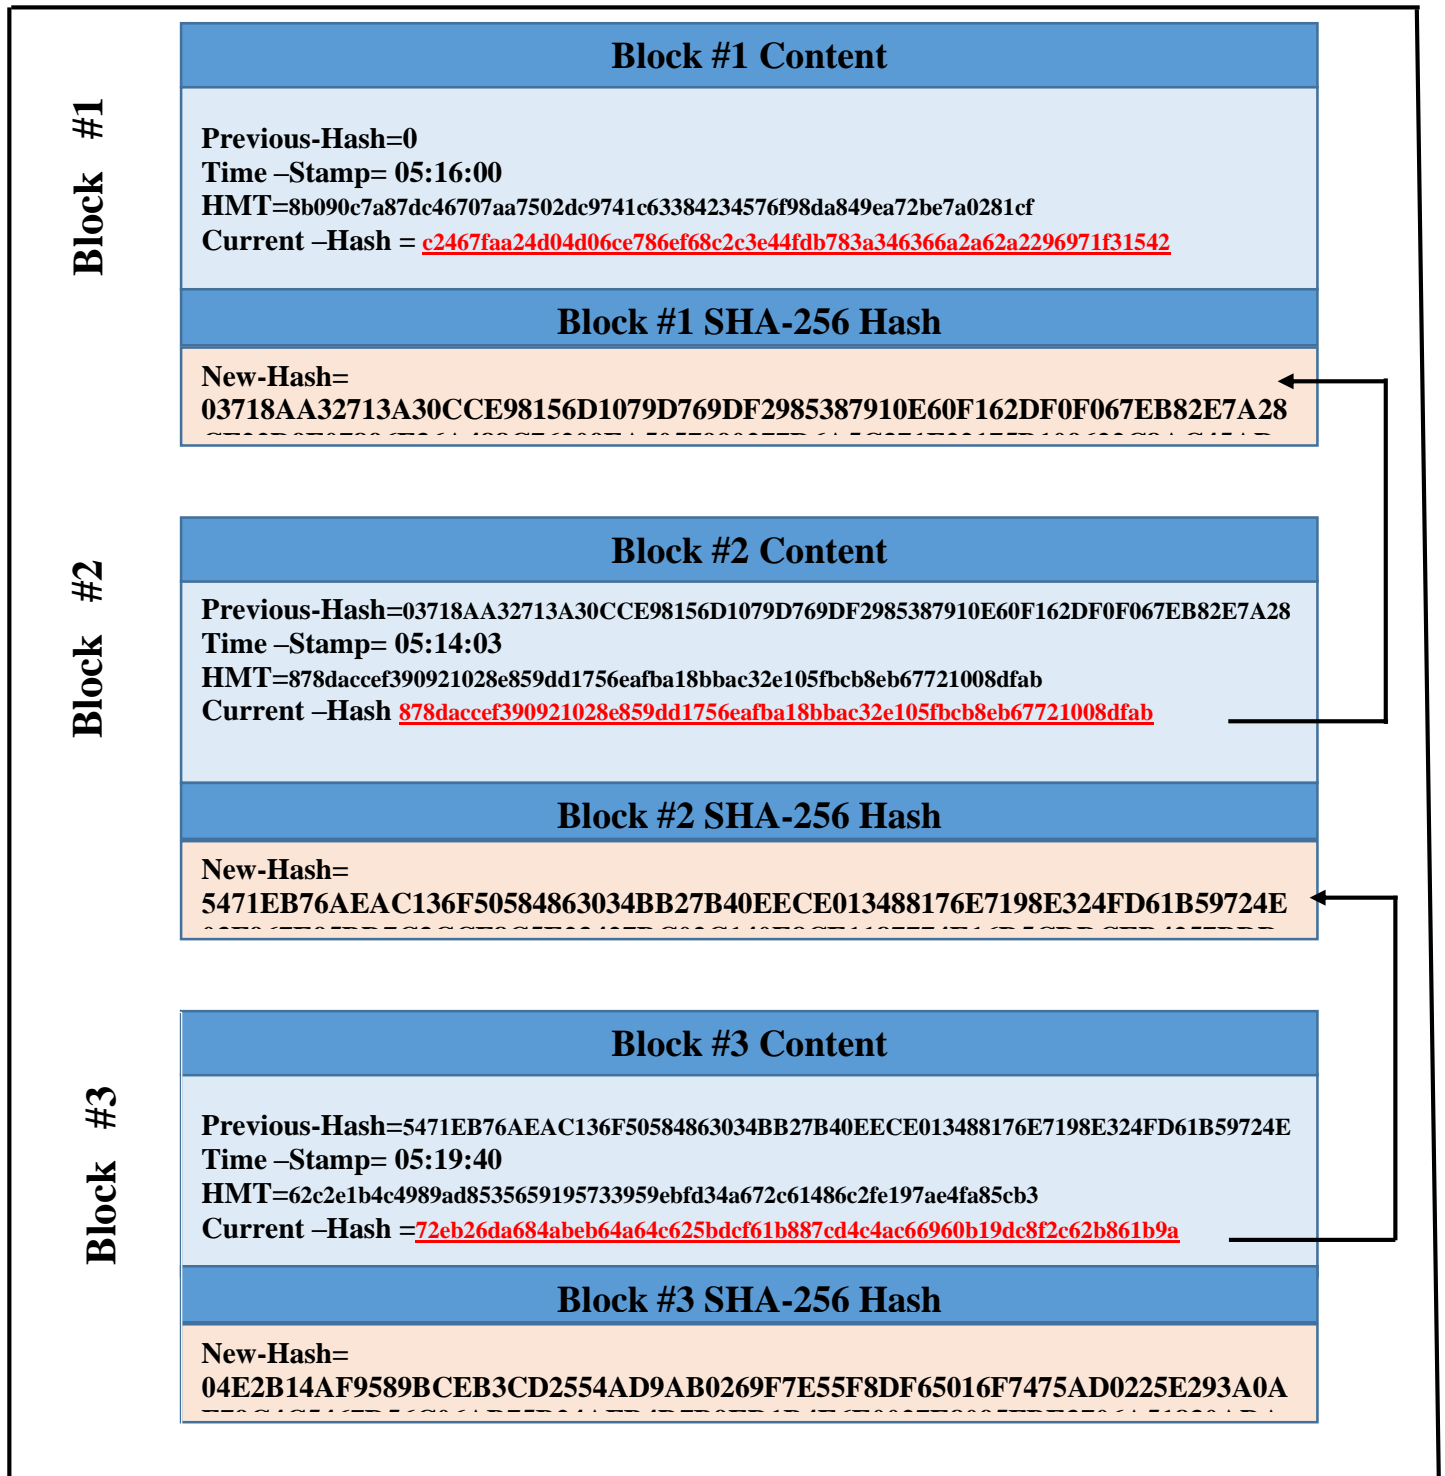 Block #1
Block #1 Content
Previous-Hash=0
Time –Stamp= 05:16:00
HMT=8b090c7a87dc46707aa7502dc9741c63384234576f98da849ea72be7a0281cf
Current –Hash = c2467faa24d04d06ce786ef68c2c3e44fdb783a346366a2a62a2296971f31542
Block #1 SHA-256 Hash
New-Hash=
03718AA32713A30CCE98156D1079D769DF2985387910E60F162DF0F067EB82E7A28
Block #2
Block #2 Content
Previous-Hash=03718AA32713A30CCE98156D1079D769DF2985387910E60F162DF0F067EB82E7A28
Time –Stamp= 05:14:03
HMT=878daccef390921028e859dd1756eafba18bbac32e105fbcb8eb67721008dfab
Current –Hash 878daccef390921028e859dd1756eafba18bbac32e105fbcb8eb67721008dfab
Block #2 SHA-256 Hash
New-Hash=
5471EB76AEAC136F50584863034BB27B40EECE013488176E7198E324FD61B59724E
Block #3
Block #3 Content
Previous-Hash=5471EB76AEAC136F50584863034BB27B40EECE013488176E7198E324FD61B59724E
Time –Stamp= 05:19:40
HMT=62c2e1b4c4989ad8535659195733959ebfd34a672c61486c2fe197ae4fa85cb3
Current –Hash =72eb26da684abeb64a64c625bdcf61b887cd4c4ac66960b19dc8f2c62b861b9a
Block #3 SHA-256 Hash
New-Hash=
04E2B14AF9589BCEB3CD2554AD9AB0269F7E55F8DF65016F7475AD0225E293A0A